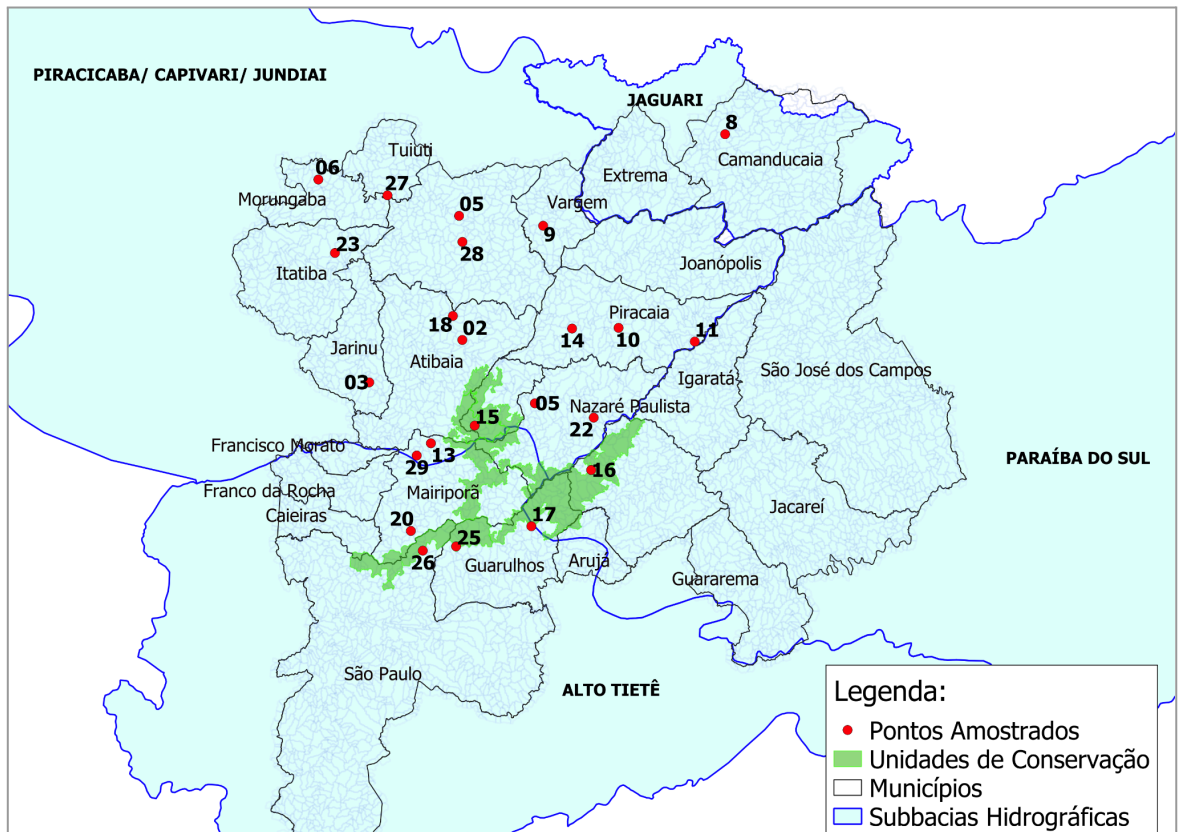 PIRACICABA/ CAPIVARI/ JUNDIAI
JAGUARI
8
Camanducaia
Tuiuti
06
Extrema
27
Morungaba
Vargem
05
9
23
28
Itatiba
Joanópolis
Piracaia
18
02
14
10
11
Jarinu
Atibaia
São José dos Campos
Igaratá
03
05
Nazaré Paulista
15
22
Francisco Morato
13
29
PARAÍBA DO SUL
16
Franco da Rocha
Mairiporã
Jacareí
Caieiras
17
20
25
26
Guarulhos
Arujá
Guararema
São Paulo
ALTO TIETÊ
Legenda:
Pontos Amostrados
Unidades de Conservação
Municípios
Subbacias Hidrográficas